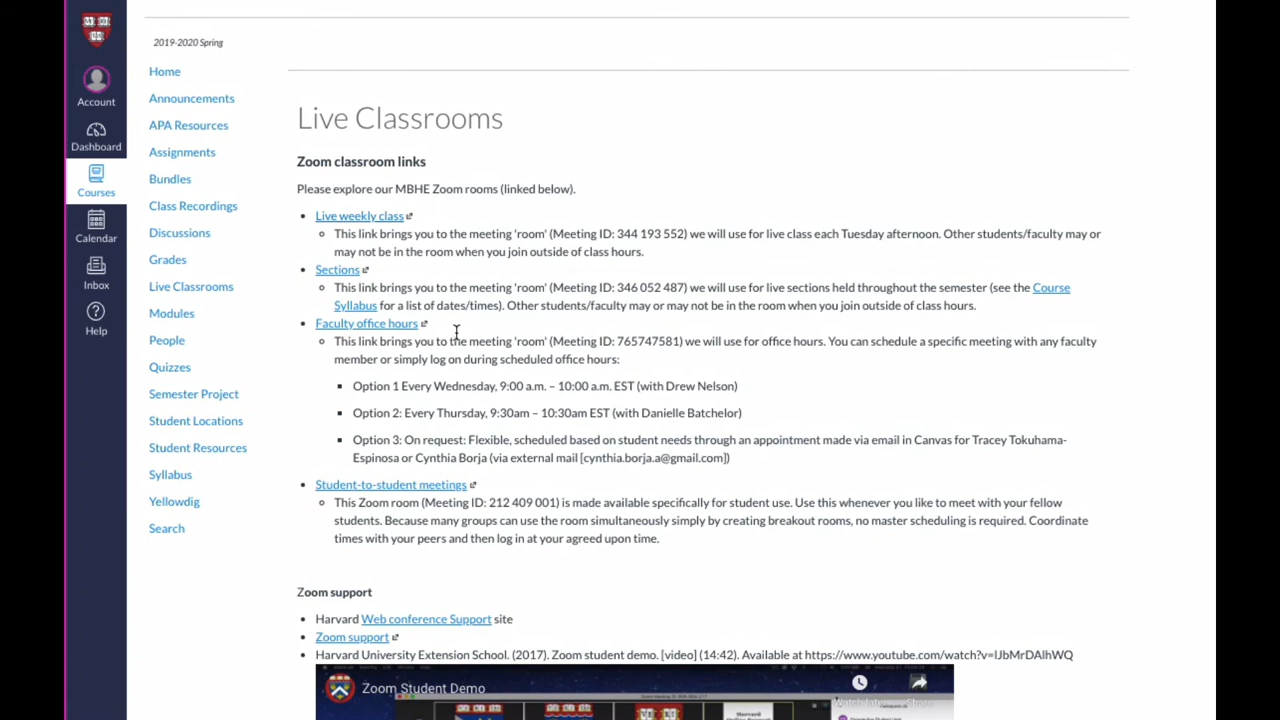 2019-2020 Spring
Account
Dashboard
Courses
Calendar
Inbox
Help
Home
Announcements
APA Resources
Assignments
Bundles
Class Recordings
Discussions
Grades
Live Classrooms
Modules
People
Quizzes
Semester Project
Student Locations
Student Resources
Syllabus
Yellowdig
Search
Live Classrooms
Zoom classroom links
Please explore our MBHE Zoom rooms (linked below).
Live weekly class
This link brings you to the meeting 'room' (Meeting ID: 344 193 552) we will use for live class each Tuesday afternoon. Other students/faculty may or
may not be in the room when you join outside of class hours.
Sections
This link brings you to the meeting 'room' (Meeting ID: 346 052 487) we will use for live sections held throughout the semester (see the Course
Syllabus for a list of dates/times). Other students/faculty may or may not be in the room when you join outside of class hours.
Faculty office hours
This link brings you to the meeting 'room' (Meeting ID: 765747581) we will use for office hours. You can schedule a specific meeting with any faculty
member or simply log on during scheduled office hours:
Option 1 Every Wednesday, 9:00 a.m. – 10:00 a.m. EST (with Drew Nelson)
Option 2: Every Thursday, 9:30am – 10:30am EST (with Danielle Batchelor)
Option 3: On request: Flexible, scheduled based on student needs through an appointment made via email in Canvas for Tracey Tokuhama-
Espinosa or Cynthia Borja (via external mail [cynthia.borja.a@gmail.com])
Student-to-student meetings
This Zoom room (Meeting ID: 212 409 001) is made available specifically for student use. Use this whenever you like to meet with your fellow
students. Because many groups can use the room simultaneously simply by creating breakout rooms, no master scheduling is required. Coordinate
times with your peers and then log in at your agreed upon time.
Zoom support
Harvard Web conference Support site
Zoom support
Harvard University Extension School. (2017). Zoom student demo. [video] (14:42). Available at https://www.youtube.com/watch?v=IJbMrDAlhWQ
Zoom Student Demo
Watch later
Share